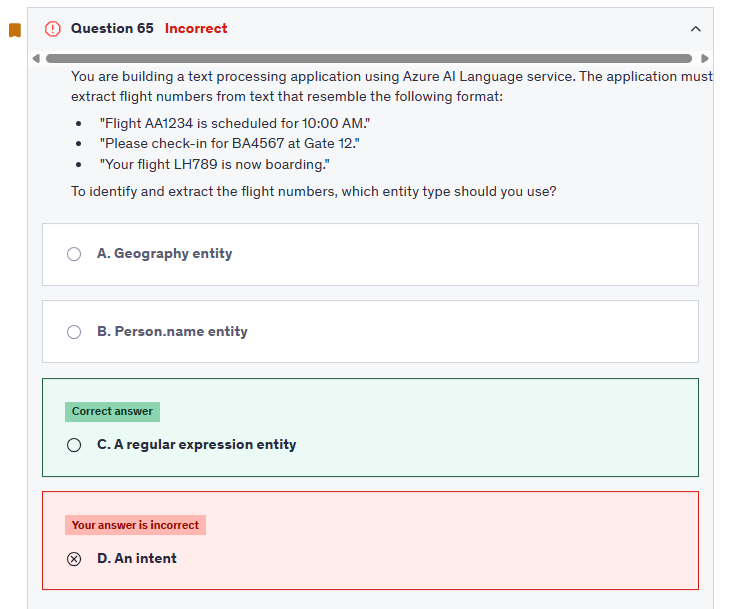 Question 65 Incorrect
You are building a text processing application using Azure AI Language service. The application must
extract flight numbers from text that resemble the following format:
• "Flight AA1234 is scheduled for 10:00 AM."
• "Please check-in for BA4567 at Gate 12."
• "Your flight LH789 is now boarding."
To identify and extract the flight numbers, which entity type should you use?
A. Geography entity
B. Person.name entity
Correct answer
C. A regular expression entity
Your answer is incorrect
D. An intent